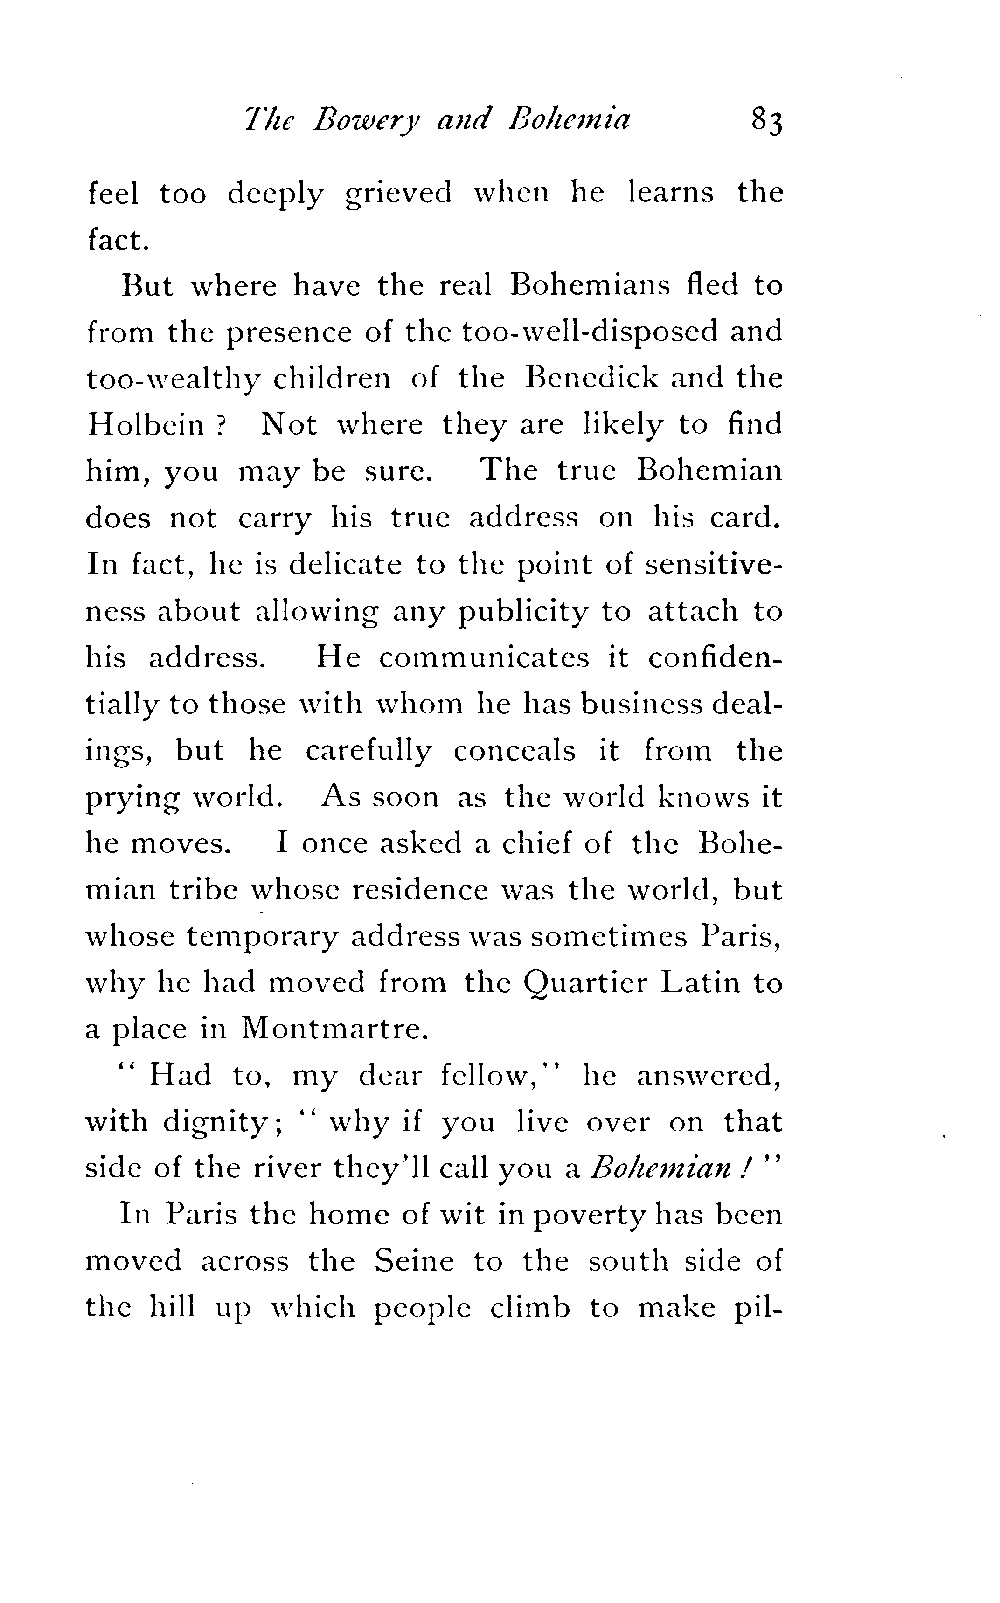 The Bowery and Bohemia 83
feel too deeply grieved when he learns the
fact.
But where have the real Bohemians fled to
from the presence of the too-well-disposed and
too-wealthy children of the Benedick and the
Holbein ? Not where they are likely to find
him, you may be sure. The true Bohemian
does not carry his true address on his card.
In fact, he is delicate to the point of sensitive-
ness about allowing any publicity to attach to
his address. He communicates it confiden-
tially to those with whom he has business deal-
ings, but he carefully conceals it from the
prying world. As soon as the world knows it
he moves. I once asked a chief of the Bohe-
mian tribe whose residence was the world, but
whose temporary address was sometimes Paris,
why he had moved from the Quartier Latin to
a place in Montmartre.
“ Had to, my dear fellow,” he answered,
with dignity ; “ why if you live over on that
side of the river they’ll call you a Bohemian ! ”
In Paris the home of wit in poverty has been
moved across the Seine to the south side of
the hill up which people climb to make pil-